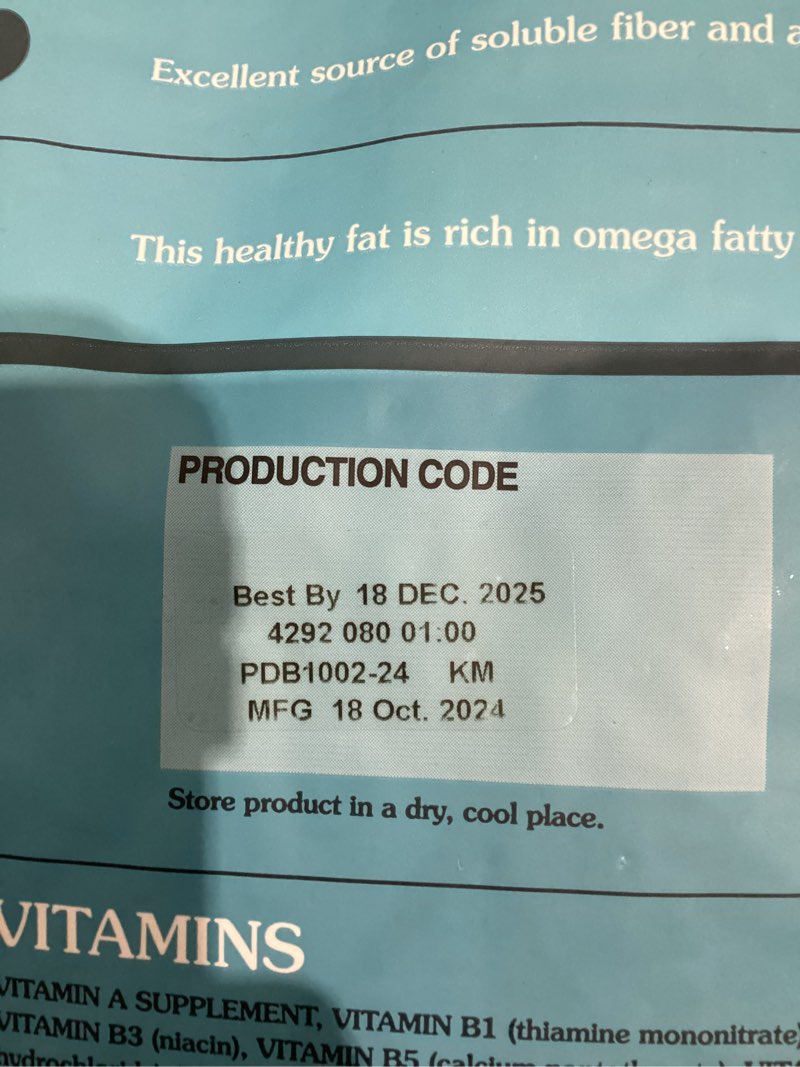 Excellent source of soluble fiber and
This healthy fat is rich in omega fatty
PRODUCTION CODE
Best By 18 DEC. 2025
4292 080 01:00
PDB1002-24 KM
MFG 18 Oct. 2024
Store product in a dry, cool place.
VITAMINS
VITAMIN A SUPPLEMENT, VITAMIN B1 (thiamine mononitrate)
VITAMIN B3 (niacin), VITAMIN B5